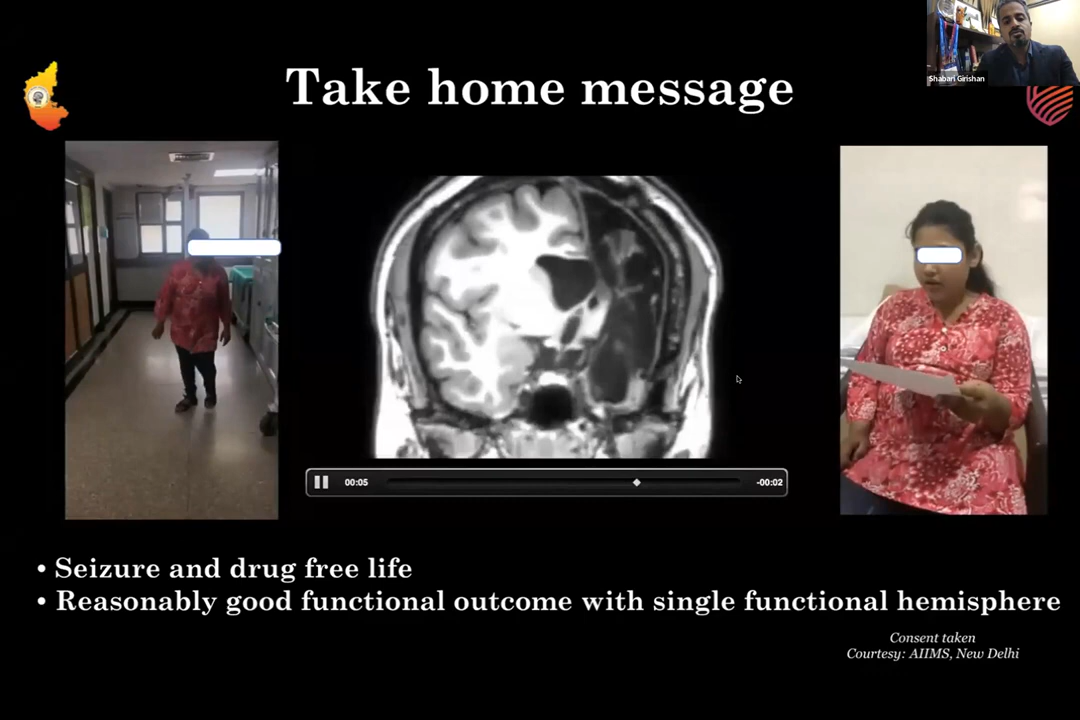 Shabari Girishan
Take home message
00:05
-00:02
• Seizure and drug free life
• Reasonably good functional outcome with single functional hemisphere
Consent taken
Courtesy: AIIMS, New Delhi